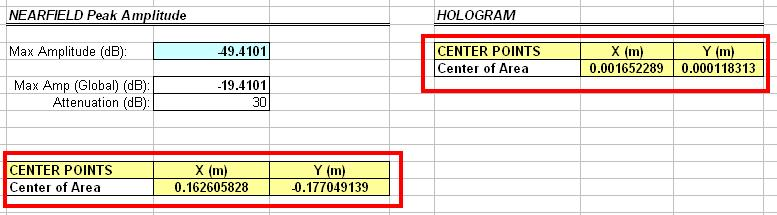 NEARFIELD Peak Amplitude
Max Amplitude (dB): -49.4101
Max Amp (Global) (dB): -19.4101
Attenuation (dB): 30
CENTER POINTS X (m) Y (m)
Center of Area 0.162605828 -0.177049139
HOLOGRAM
CENTER POINTS X (m) Y (m)
Center of Area 0.001652289 0.000118313